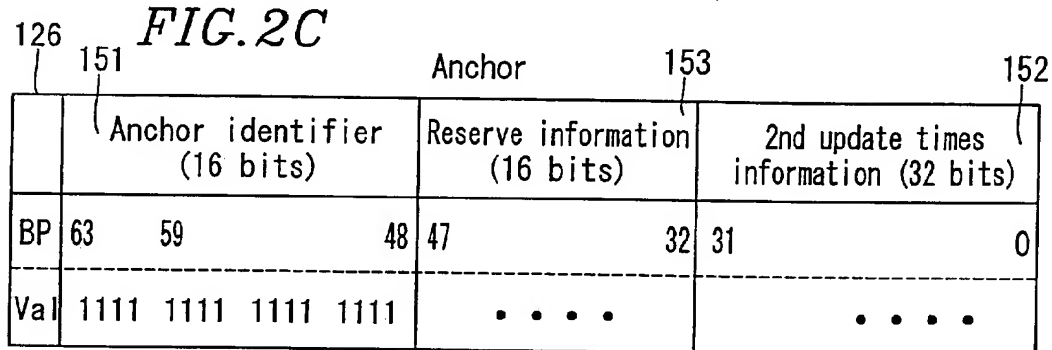 FIG. 2C
126
151
Anchor
153
152
Anchor identifier
(16 bits)
Reserve information
(16 bits)
2nd update times
information (32 bits)
BP 63 59 48 47 32 31 0
Val 1111 1111 1111 1111 • • • • • • • •